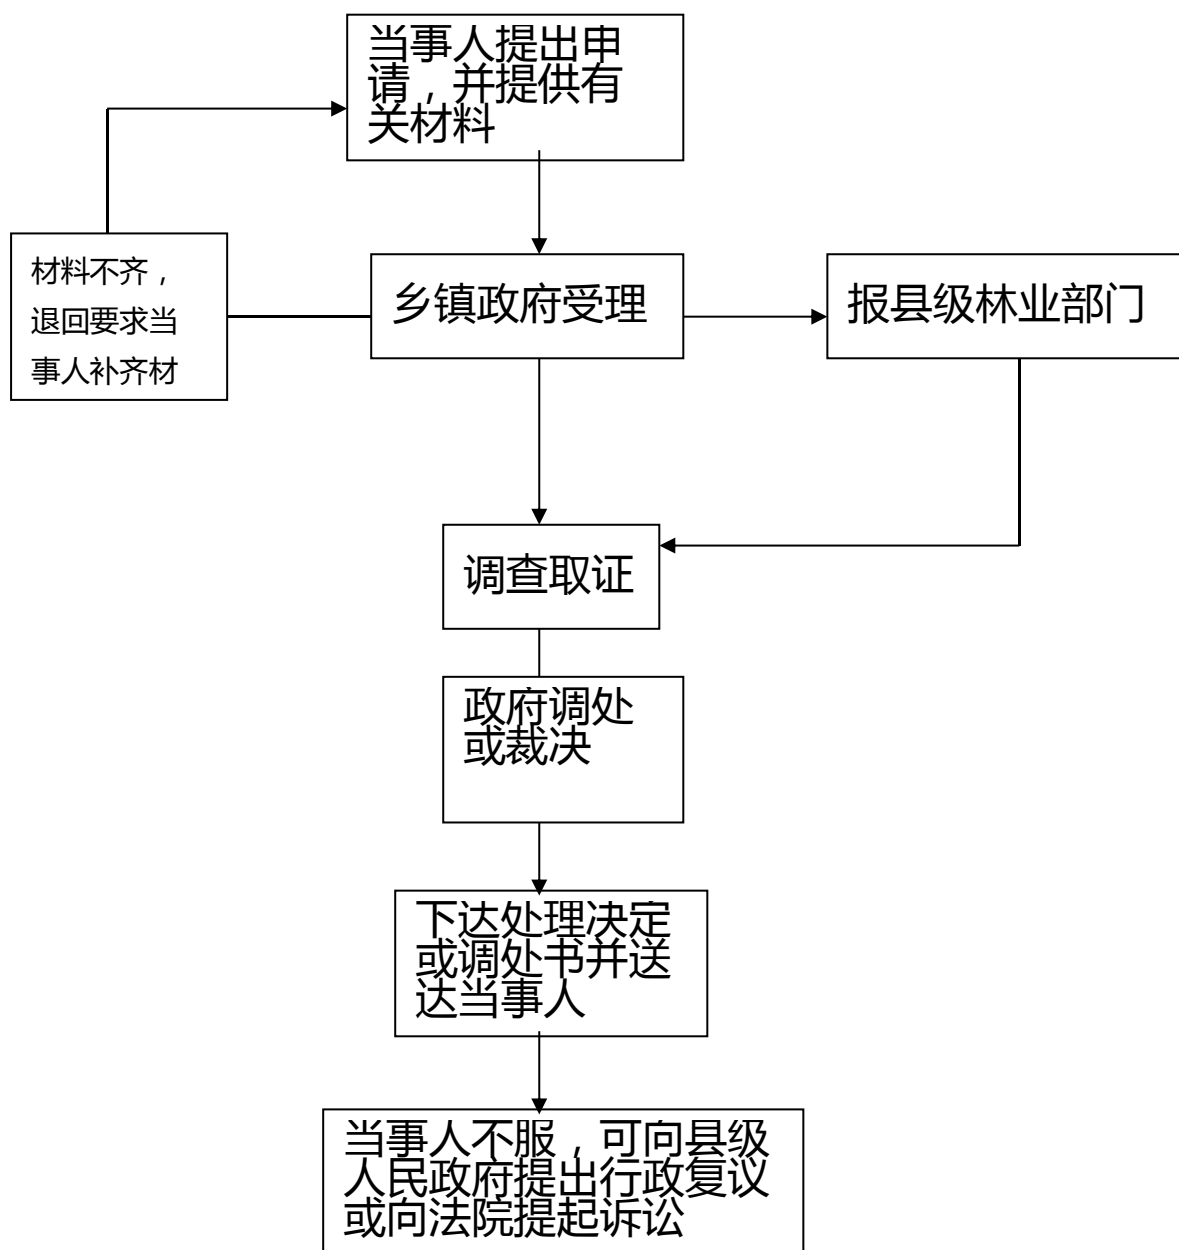 当事人提出申
请，并提供有
关材料
材料不齐，
退回要求当
事人补齐材
乡镇政府受理
报县级林业部门
调查取证
政府调处
或裁决
下达处理决定
或调处书并送
达当事人
当事人不服，可向县级
人民政府提出行政复议
或向法院提起诉讼